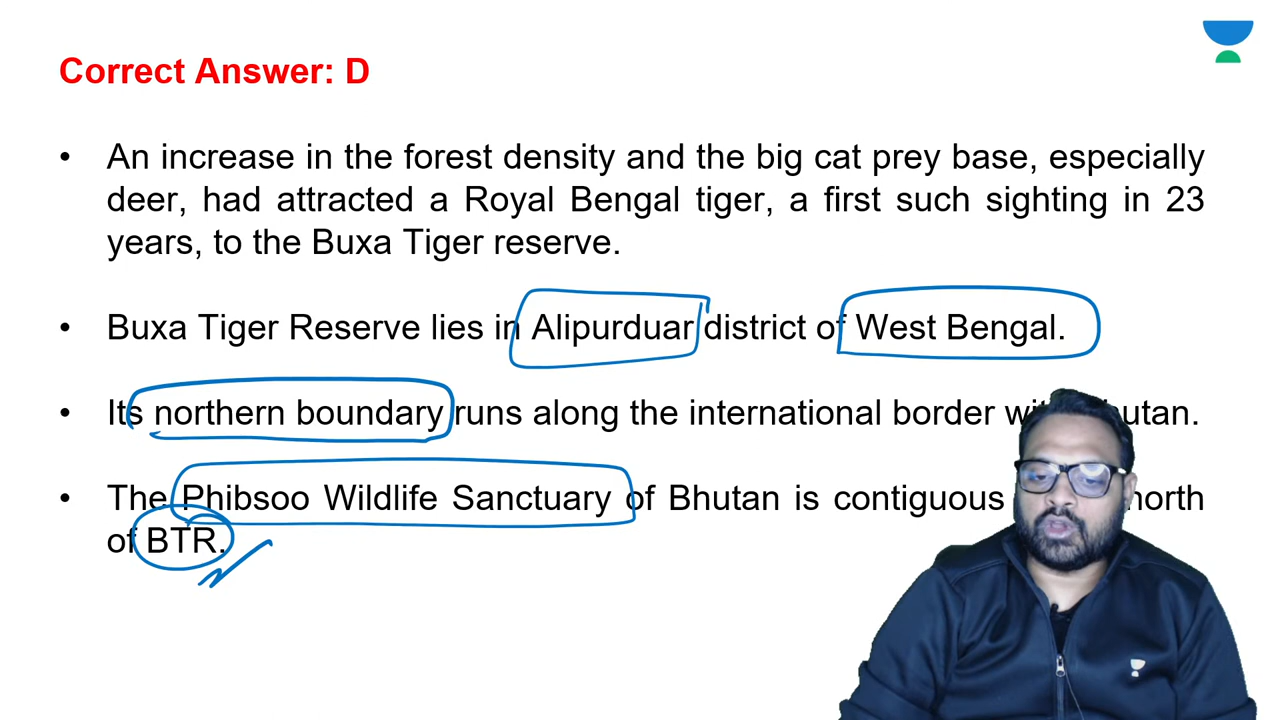 Correct Answer: D
• An increase in the forest density and the big cat prey base, especially
deer, had attracted a Royal Bengal tiger, a first such sighting in 23
years, to the Buxa Tiger reserve.
• Buxa Tiger Reserve lies in Alipurduar district of West Bengal.
• Its northern boundary runs along the international border
• The Phibsoo Wildlife Sanctuary of Bhutan is contiguous north
of BTR.